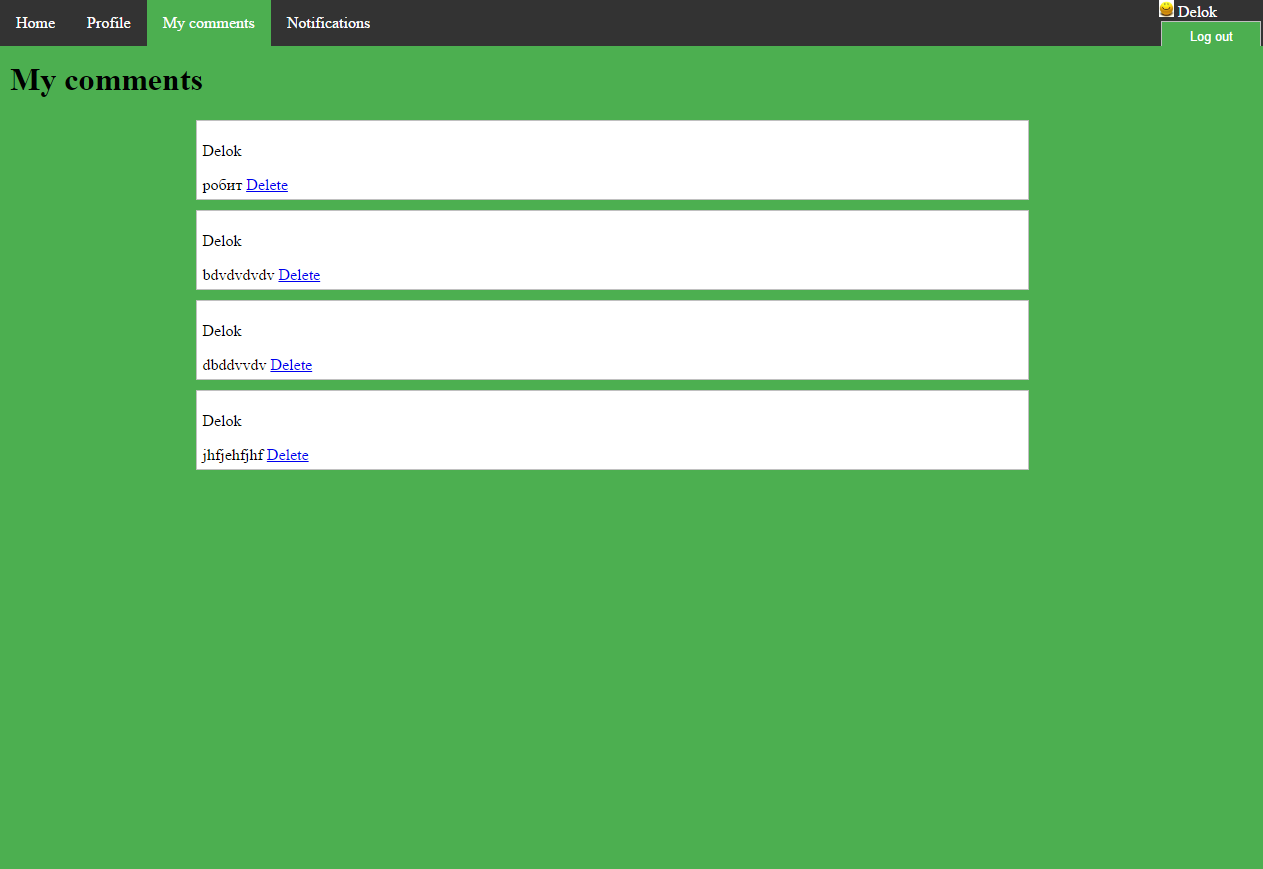 Home Profile My comments Notifications Delok
Log out
My comments
Delok
робит Delete
Delok
bdvdvdvdv Delete
Delok
dbddvvdv Delete
Delok
jhfjehfjhf Delete